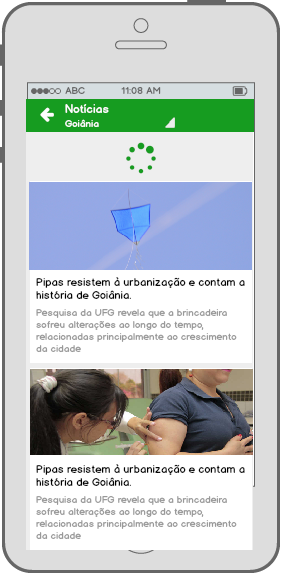 ABC 11:08 AM
Notícias
Goiânia
Pipas resistem à urbanização e contam a
história de Goiânia.
Pesquisa da UFG revela que a brincadeira
sofreu alterações ao longo do tempo,
relacionadas principalmente ao crescimento
da cidade
Pipas resistem à urbanização e contam a
história de Goiânia.
Pesquisa da UFG revela que a brincadeira
sofreu alterações ao longo do tempo,
relacionadas principalmente ao crescimento
da cidade